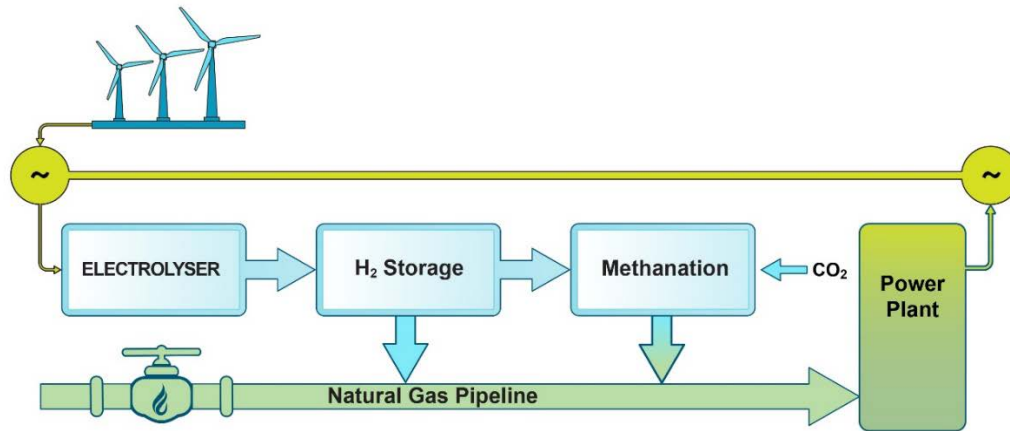 ~
~
ELECTROLYSER
H₂ Storage
Methanation
CO₂
Power
Plant
Natural Gas Pipeline